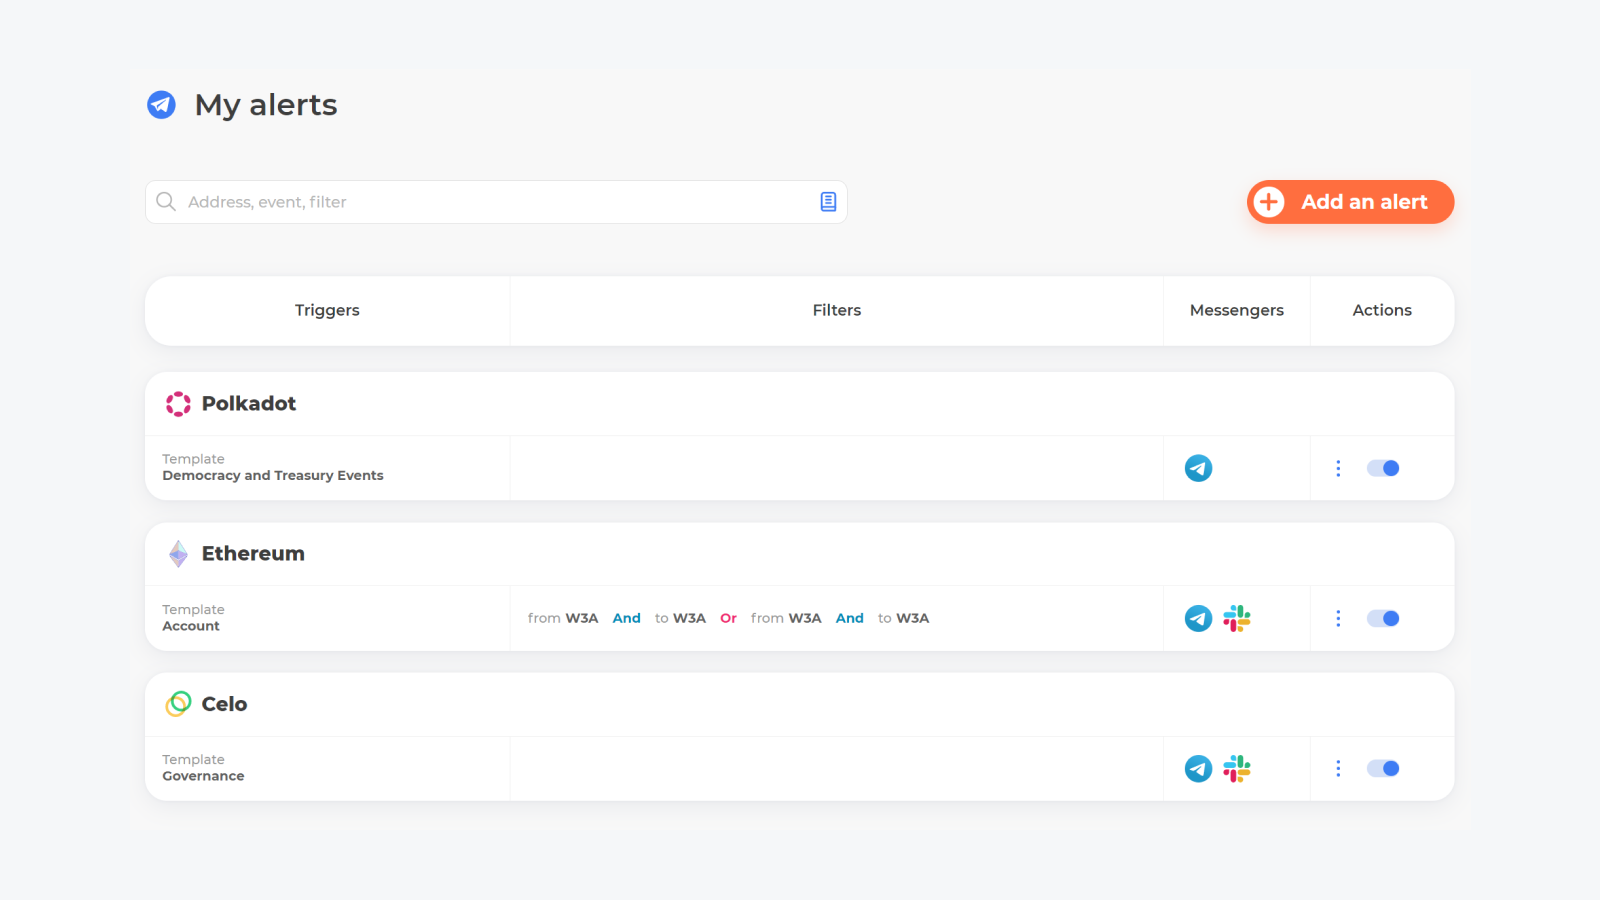 My alerts
Address, event, filter
Add an alert
Triggers Filters Messengers Actions
Polkadot
Template
Democracy and Treasury Events
Ethereum
Template
Account
from W3A And to W3A Or from W3A And to W3A
Celo
Template
Governance